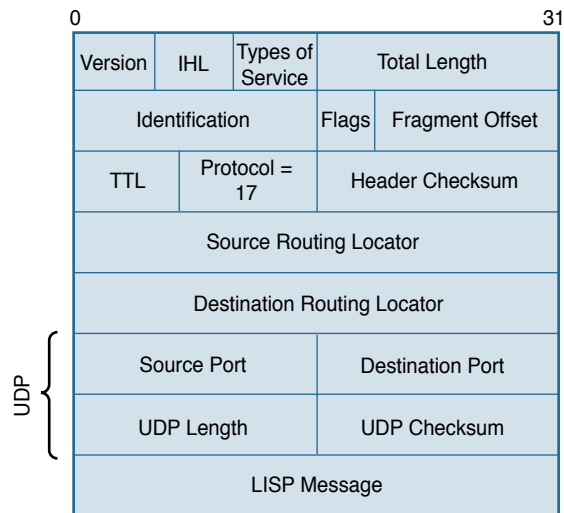 0 31
Version IHL Types of Service Total Length
Identification Flags Fragment Offset
TTL Protocol = 17 Header Checksum
Source Routing Locator
Destination Routing Locator
UDP
Source Port Destination Port
UDP Length UDP Checksum
LISP Message